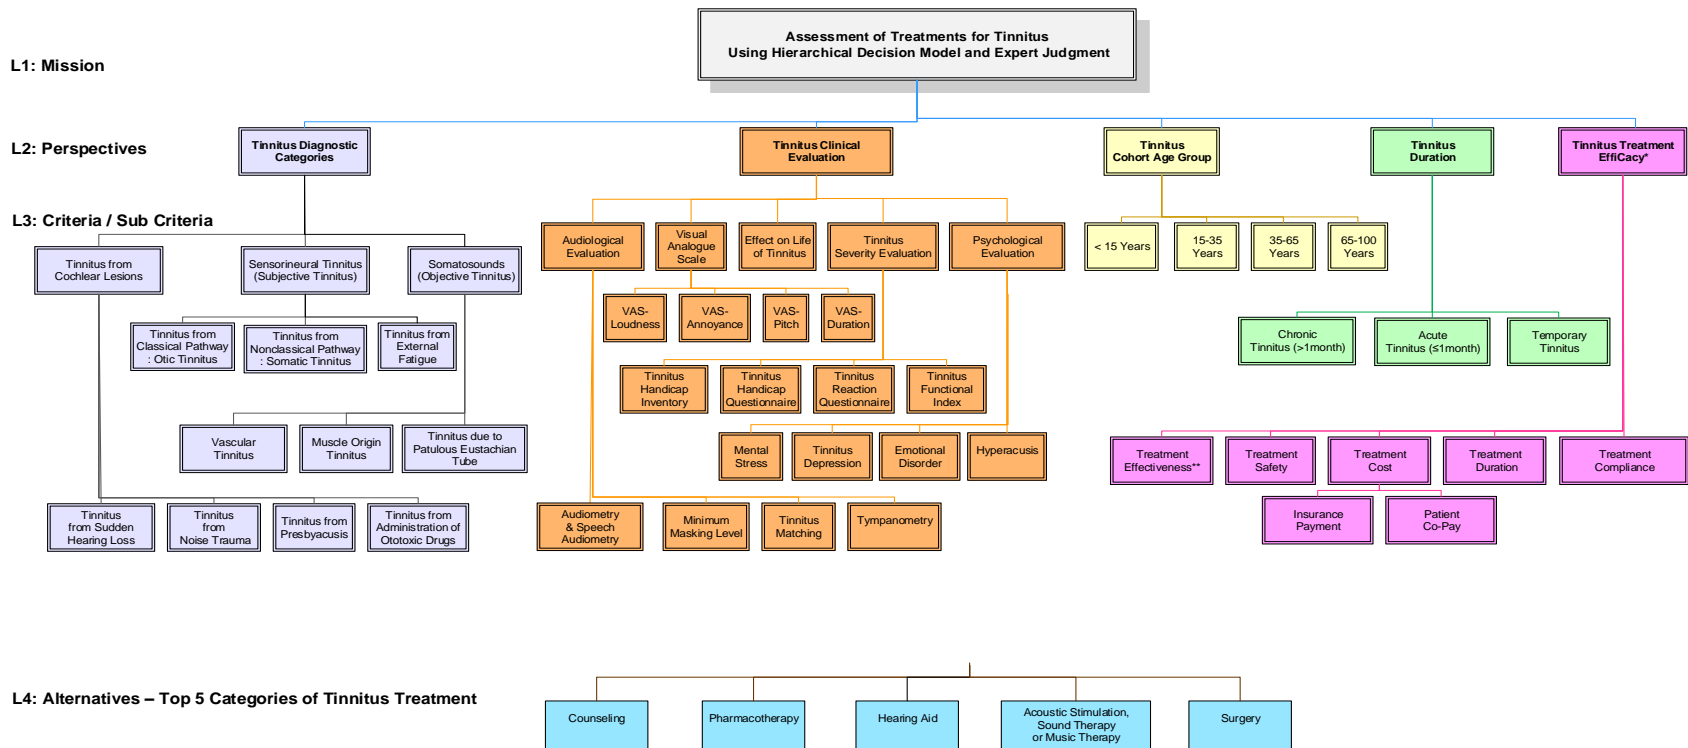 Assessment of Treatments for Tinnitus
Using Hierarchical Decision Model and Expert Judgment
L1: Mission
L2: Perspectives
Tinnitus Diagnostic
Categories
Tinnitus Clinical
Evaluation
Tinnitus
Cohort Age Group
Tinnitus
Duration
Tinnitus Treatment
EffiCacy*
L3: Criteria / Sub Criteria
Tinnitus from
Cochlear Lesions
Sensorineural Tinnitus
(Subjective Tinnitus)
Somatosounds
(Objective Tinnitus)
Audiological
Evaluation
Visual
Analogue
Scale
Effect on Life
of Tinnitus
Tinnitus
Severity Evaluation
Psychological
Evaluation
< 15 Years
15-35
Years
35-65
Years
65-100
Years
Tinnitus from
Classical Pathway
: Otic Tinnitus
Tinnitus from
Nonclassical Pathway
: Somatic Tinnitus
Tinnitus from
External
Fatigue
VAS-
Loudness
VAS-
Annoyance
VAS-
Pitch
VAS-
Duration
Chronic
Tinnitus (>1month)
Acute
Tinnitus (≤1month)
Temporary
Tinnitus
Tinnitus
Handicap
Inventory
Tinnitus
Handicap
Questionnaire
Tinnitus
Reaction
Questionnaire
Tinnitus
Functional
Index
Vascular
Tinnitus
Muscle Origin
Tinnitus
Tinnitus due to
Patulous Eustachian
Tube
Mental
Stress
Tinnitus
Depression
Emotional
Disorder
Hyperacusis
Treatment
Effectiveness**
Treatment
Safety
Treatment
Cost
Treatment
Duration
Treatment
Compliance
Tinnitus
from Sudden
Hearing Loss
Tinnitus
from
Noise Trauma
Tinnitus from
Presbyacusis
Tinnitus from
Administration of
Ototoxic Drugs
Audiometry
& Speech
Audiometry
Minimum
Masking Level
Tinnitus
Matching
Tympanometry
Insurance
Payment
Patient
Co-Pay
L4: Alternatives – Top 5 Categories of Tinnitus Treatment
Counseling
Pharmacotherapy
Hearing Aid
Acoustic Stimulation,
Sound Therapy
or Music Therapy
Surgery